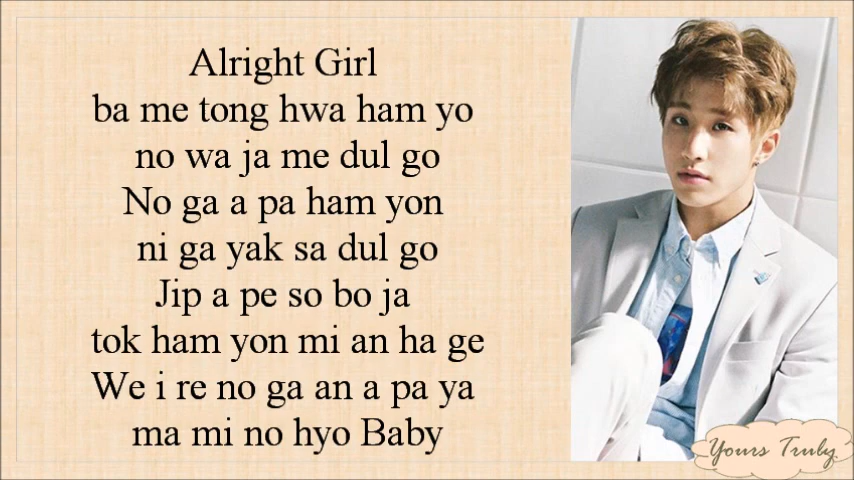 Alright Girl
ba me tong hwa ham yo
no wa ja me dul go
No ga a pa ham yon
ni ga yak sa dul go
Jip a pe so bo ja
tok ham yon mi an ha ge
We i re no ga an a pa ya
ma mi no hyo Baby
Yours Truly